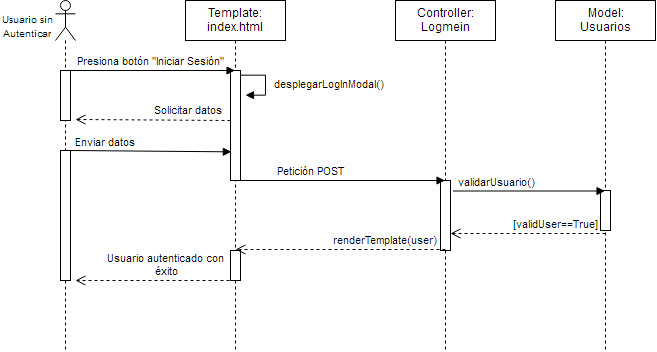 Usuario sin
Autenticar
Template:
index.html
Controller:
Logmein
Model:
Usuarios
Presiona botón "Iniciar Sesión"
desplegarLogInModal()
Solicitar datos
Enviar datos
Petición POST
validarUsuario()
[validUser==True]
renderTemplate(user)
Usuario autenticado con
éxito